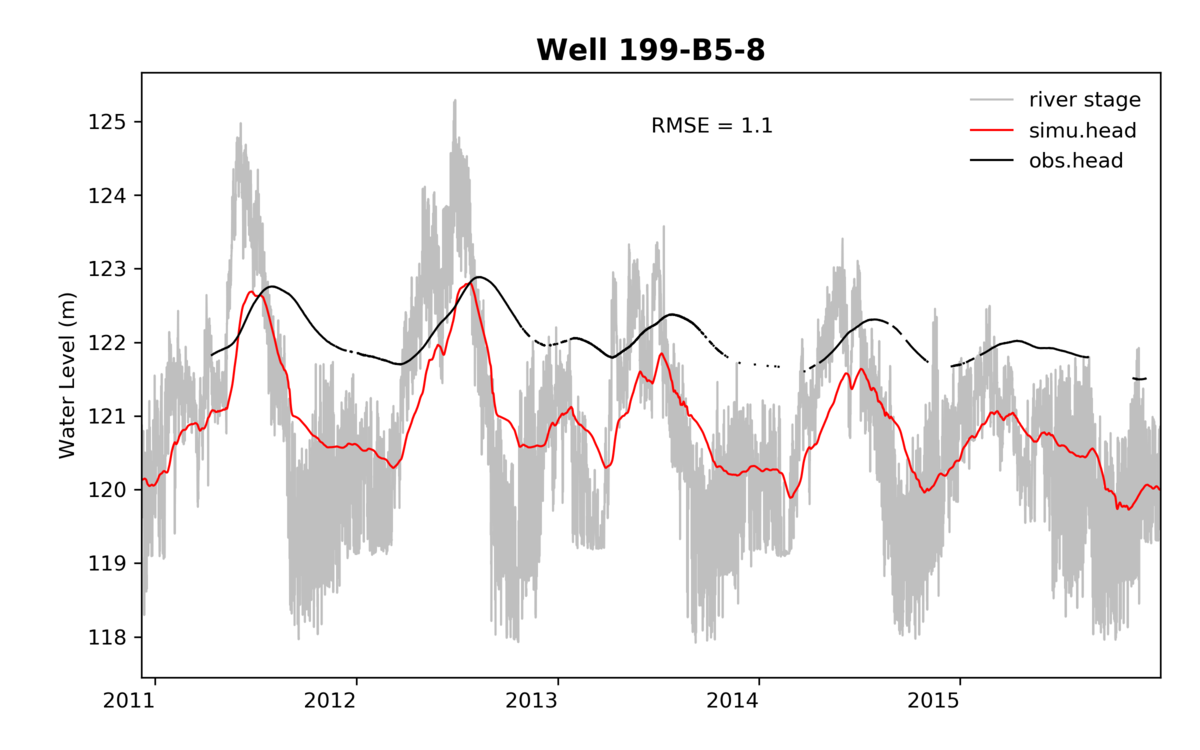 Well 199-B5-8
RMSE = 1.1
river stage
simu.head
obs.head
Water Level (m)
125
124
123
122
121
120
119
118
2011
2012
2013
2014
2015